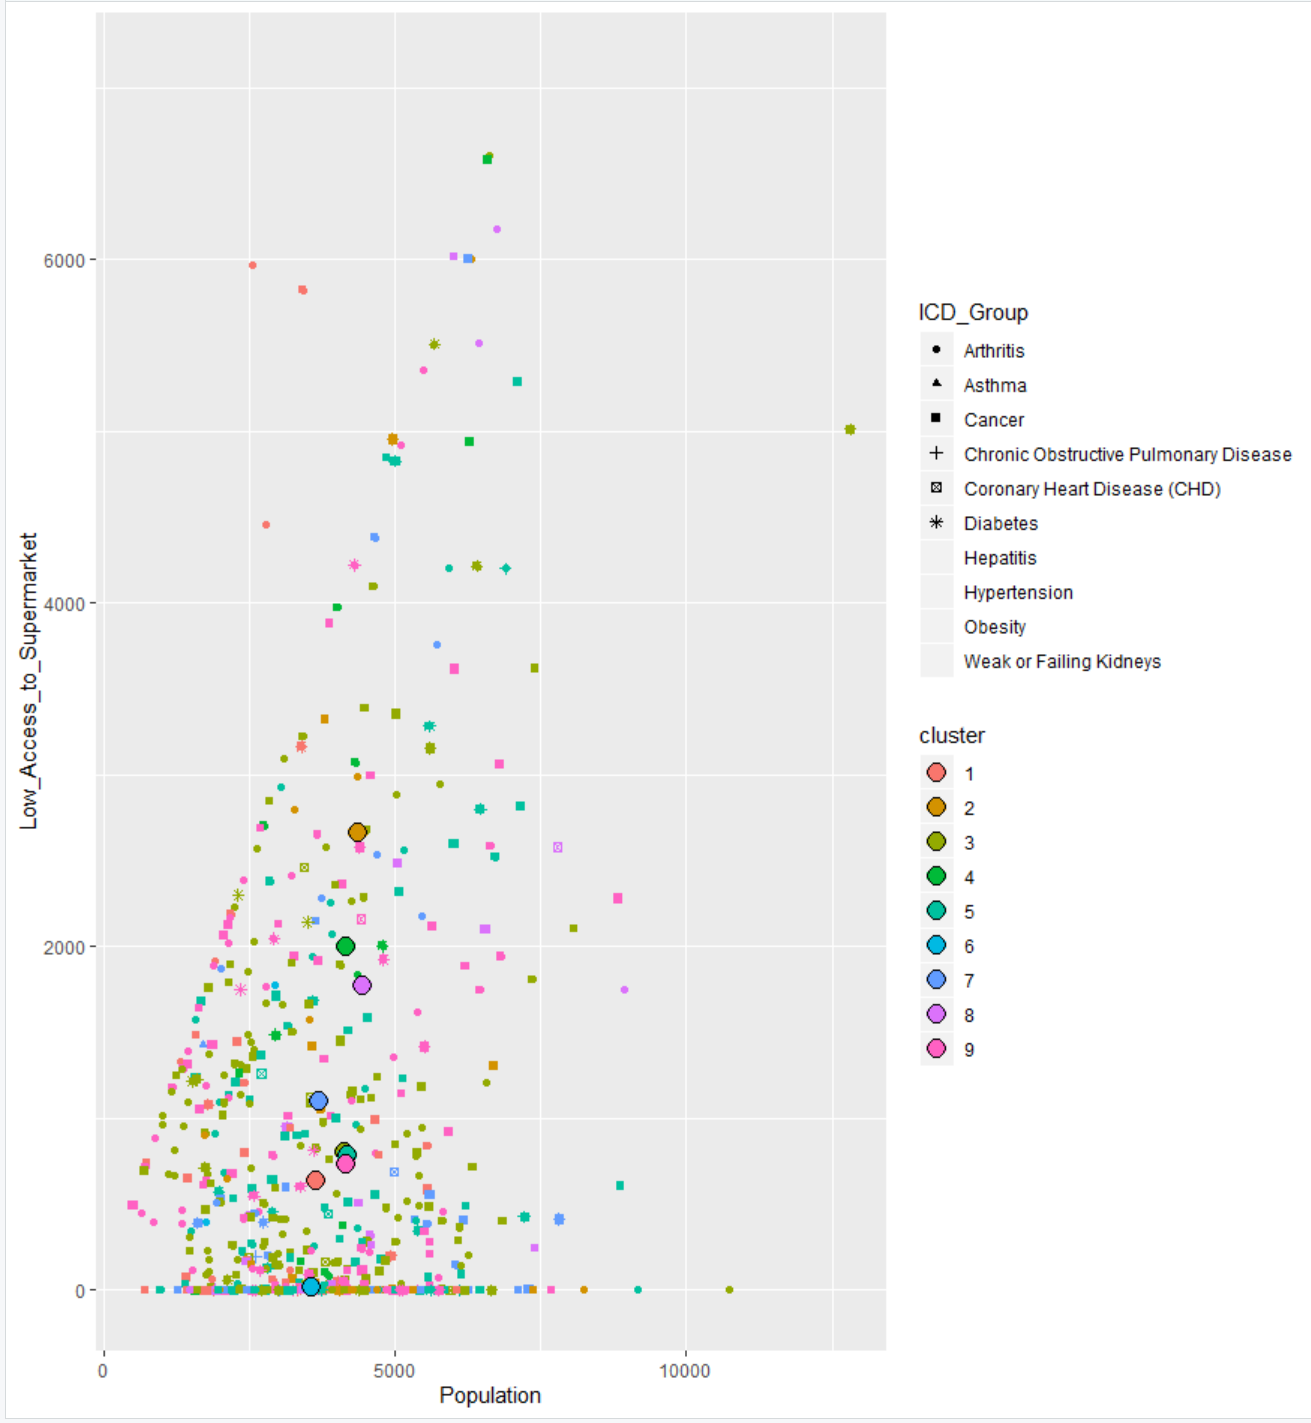 6000
4000
2000
0
Low_Access_to_Supermarket
0
5000
10000
Population
ICD_Group
Arthritis
Asthma
Cancer
Chronic Obstructive Pulmonary Disease
Coronary Heart Disease (CHD)
Diabetes
Hepatitis
Hypertension
Obesity
Weak or Failing Kidneys
cluster
1
2
3
4
5
6
7
8
9